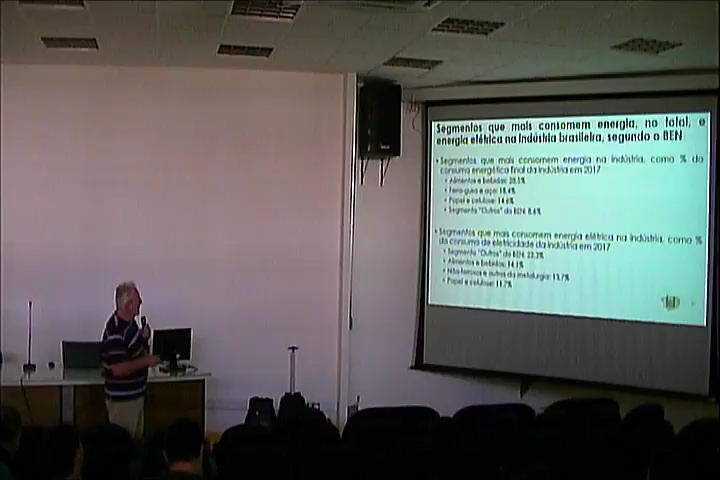 Segmentos que mais consomem energia, no total, e
energia elétrica na indústria brasileira, segundo o BEN
• Segmentos que mais consomem energia na indústria, como % do
consumo energético final da indústria em 2017
• Alimentos e bebidas:
• Ferro-gusa e aço: 18,4%
• Papel e celulose: 14,6%
• Segmento "Outros" do BEN: 8,6%
• Segmentos que mais consomem energia elétrica na indústria, como %
do consumo de eletricidade da indústria em 2017
• Segmento "Outros" do BEN: 23,3%
• Alimentos e bebidas: 14,1%
• Não-ferrosos e outros da metalurgia: 13,7%
• Papel e celulose: 11,7%